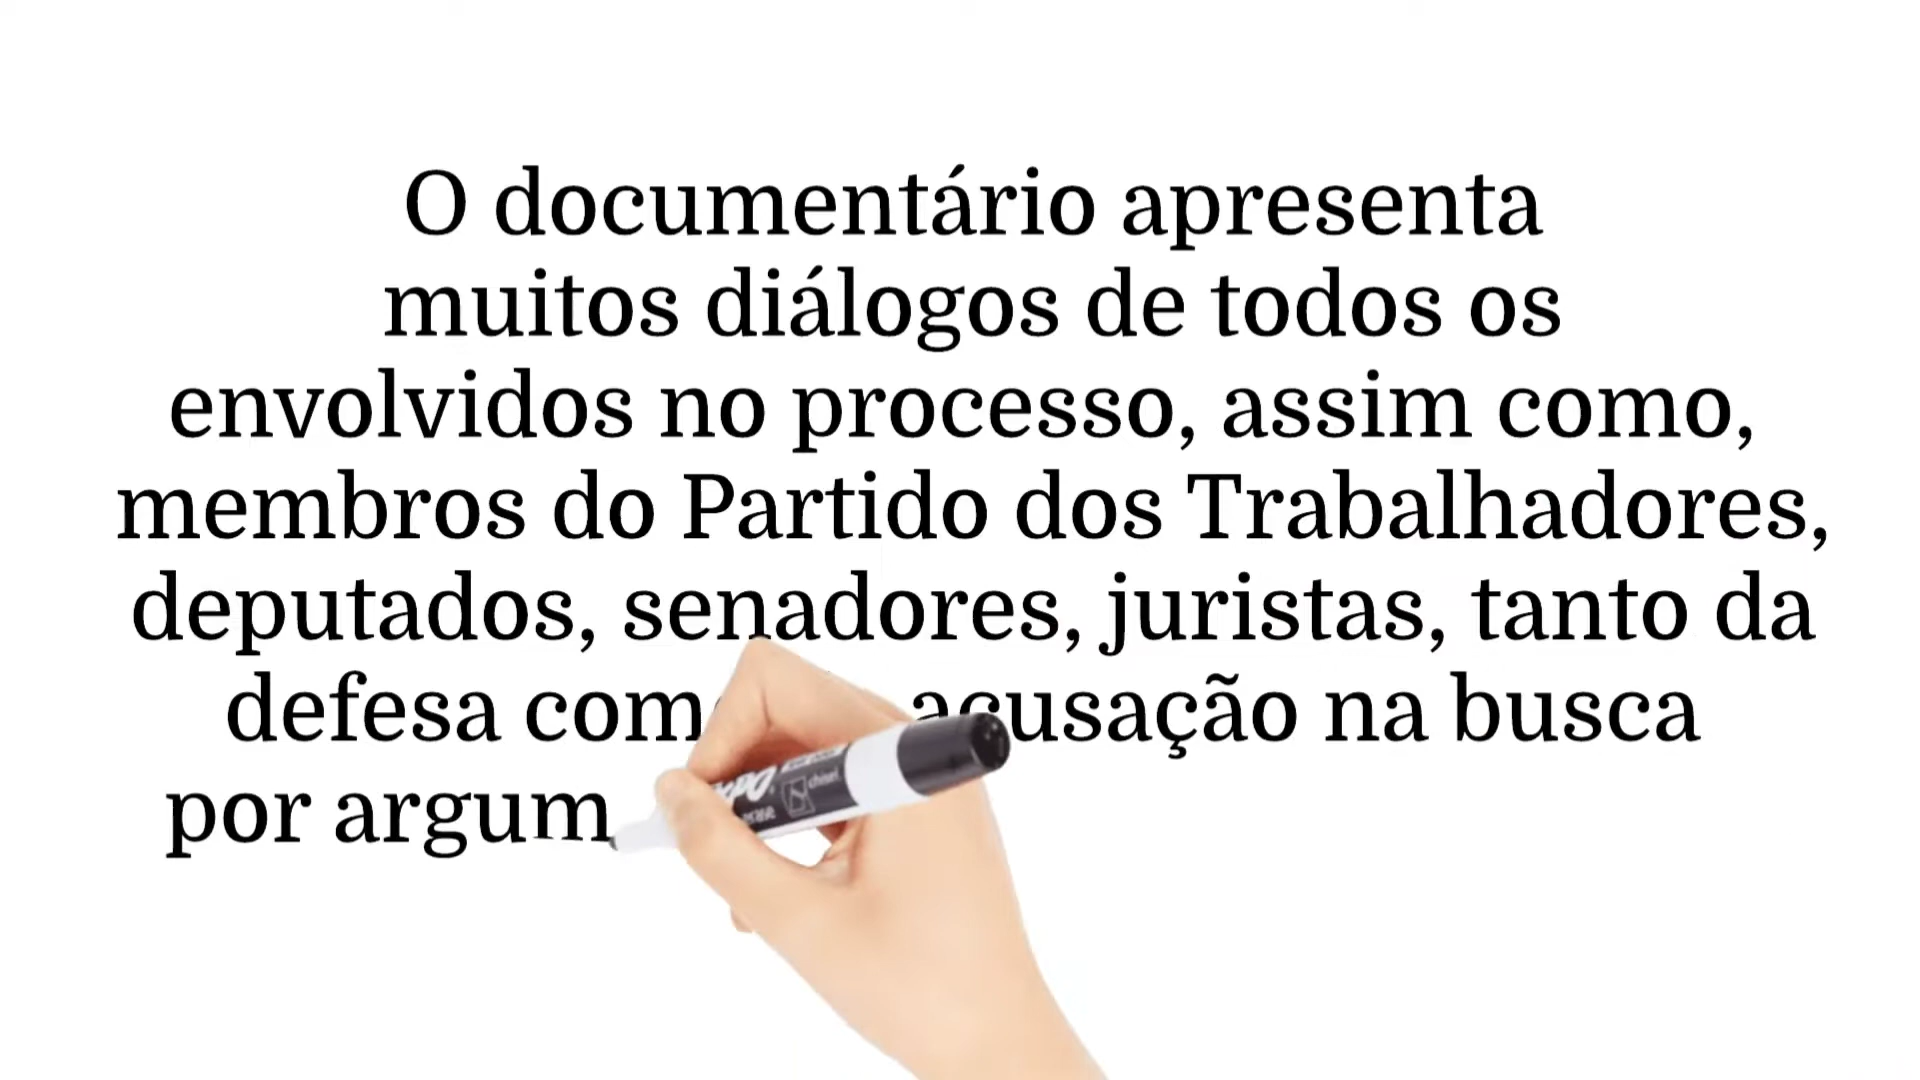 O documentário apresenta
muitos diálogos de todos os
envolvidos no processo, assim como,
membros do Partido dos Trabalhadores,
deputados, senadores, juristas, tanto da
defesa com acusação na busca
por argum
chisel